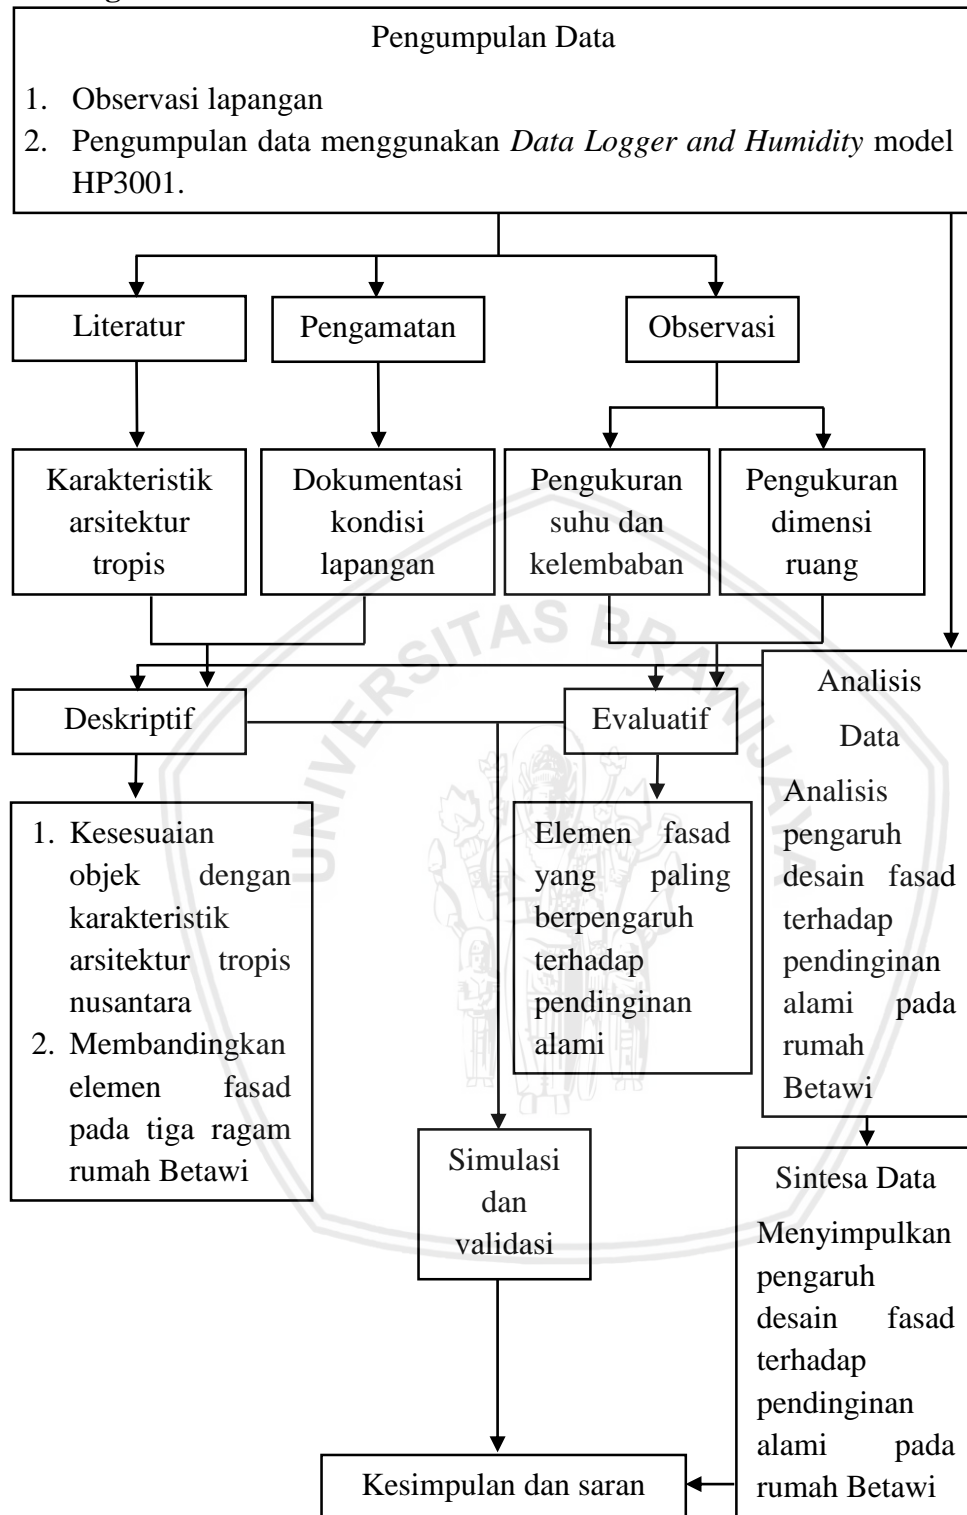 Pengumpulan Data
1. Observasi lapangan
2. Pengumpulan data menggunakan Data Logger and Humidity model
HP3001.
Literatur
Pengamatan
Observasi
Karakteristik
arsitektur
tropis
Dokumentasi
kondisi
lapangan
Pengukuran
suhu dan
kelembaban
Pengukuran
dimensi
ruang
Deskriptif
Evaluatif
Analisis
Data
Analisis
pengaruh
desain fasad
terhadap
pendinginan
alami pada
rumah
Betawi
1. Kesesuaian
objek dengan
karakteristik
arsitektur tropis
nusantara
2. Membandingkan
elemen fasad
pada tiga ragam
rumah Betawi
Elemen fasad
yang paling
berpengaruh
terhadap
pendinginan
alami
Simulasi
dan
validasi
Sintesa Data
Menyimpulkan
pengaruh
desain fasad
terhadap
pendinginan
alami pada
rumah Betawi
Kesimpulan dan saran
UNIVERSITAS BRAWIJAYA